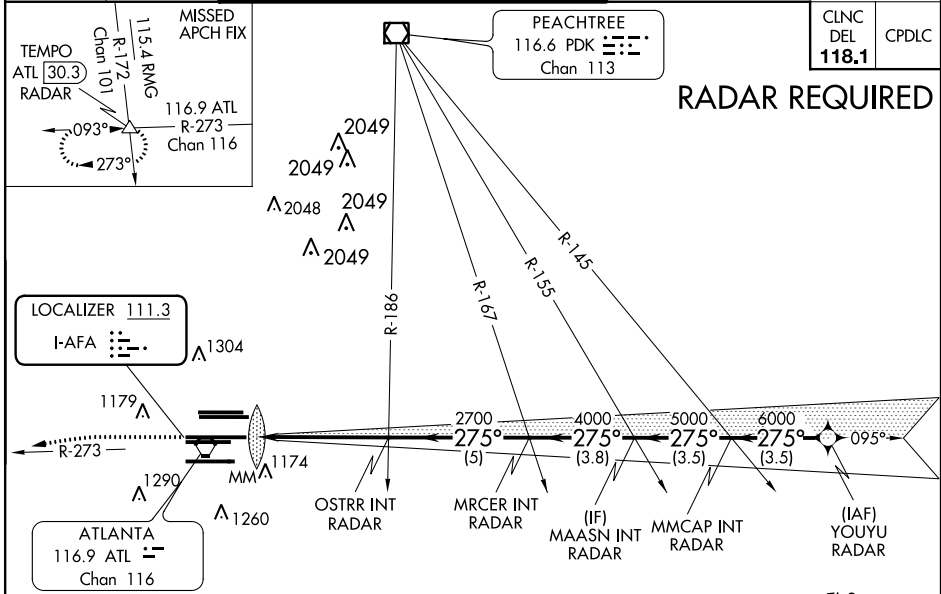 MISSED
APCH FIX
TEMPO
ATL 30.3
RADAR
115.4 RMG
R-172
Chan 101
116.9 ATL
R-273
Chan 116
093°
273°
PEACHTREE
116.6 PDK
Chan 113
CLNC
DEL
118.1
CPDLC
RADAR REQUIRED
2049
2049
2048
2049
2049
R-186
R-167
R-155
R-145
LOCALIZER 111.3
I-AFA
1304
1179
R-273
1290
MM
1174
1260
ATLANTA
116.9 ATL
Chan 116
2700
275°
(5)
4000
275°
(3.8)
5000
275°
(3.5)
6000
275°
(3.5)
095°
OSTRR INT
RADAR
MRCER INT
RADAR
(IF)
MAASN INT
RADAR
MMCAP INT
RADAR
(IAF)
YOUYU
RADAR